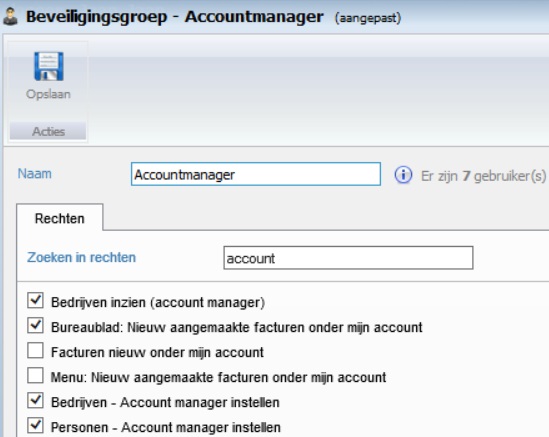 Beveiligingsgroep - Accountmanager (aangepast)
Opslaan
Acties
Naam Accountmanager Er zijn 7 gebruiker(s)
Rechten
Zoeken in rechten account
Bedrijven inzien (account manager)
Bureaublad: Nieuw aangemaakte facturen onder mijn account
Facturen nieuw onder mijn account
Menu: Nieuw aangemaakte facturen onder mijn account
Bedrijven - Account manager instellen
Personen - Account manager instellen